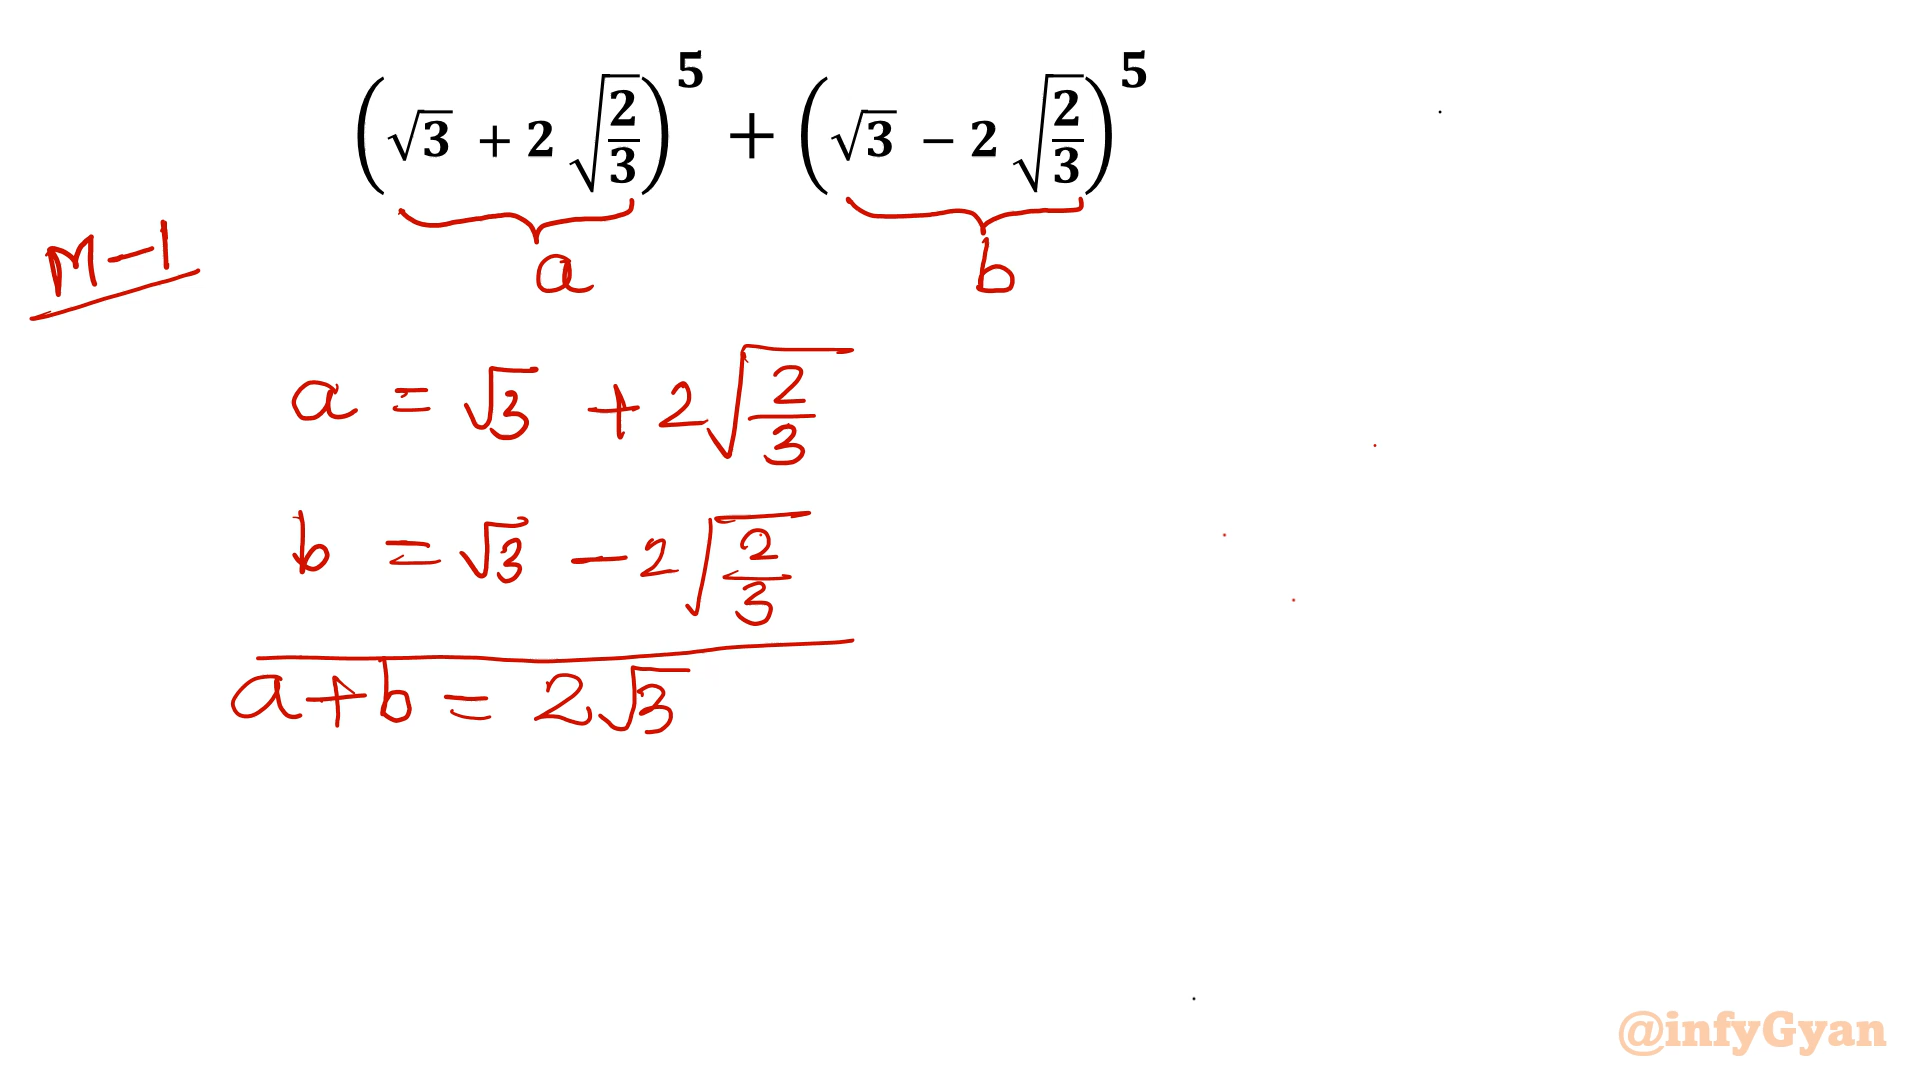 (√3 + 2√(2/3))^5 + (√3 − 2√(2/3))^5
a b
M-1
a = √3 + 2√(2/3)
b = √3 − 2√(2/3)
a+b = 2√3
@infyGyan